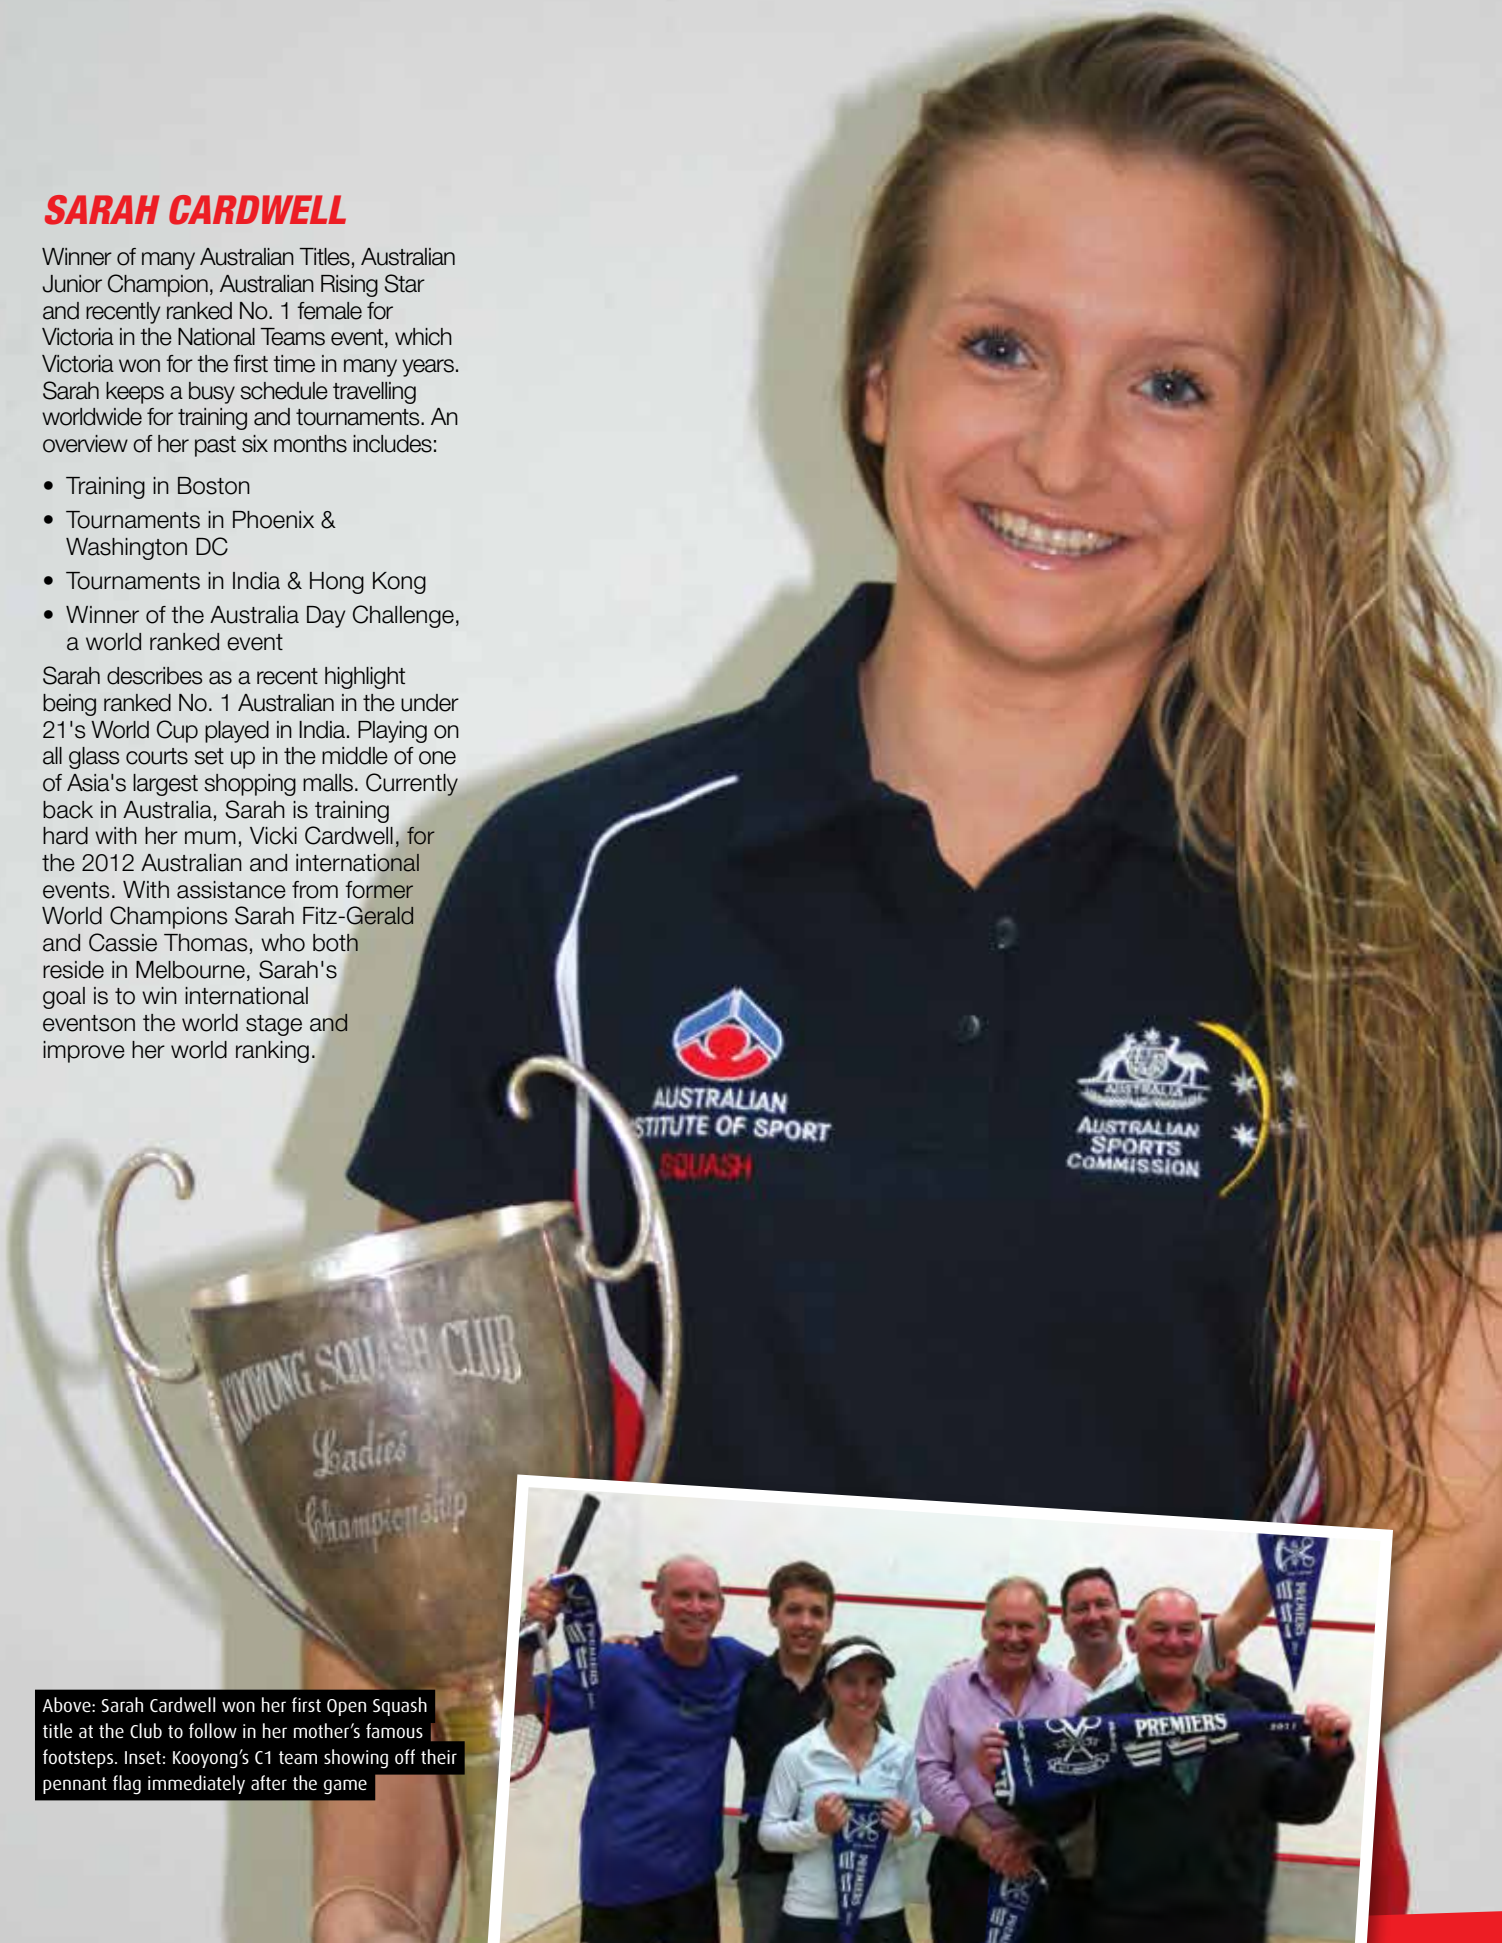 SARAH CARDWELL
Winner of many Australian Titles, Australian
Junior Champion, Australian Rising Star
and recently ranked No. 1 female for
Victoria in the National Teams event, which
Victoria won for the first time in many years.
Sarah keeps a busy schedule travelling
worldwide for training and tournaments. An
overview of her past six months includes:
• Training in Boston
• Tournaments in Phoenix &
Washington DC
• Tournaments in India & Hong Kong
• Winner of the Australia Day Challenge,
a world ranked event
Sarah describes as a recent highlight
being ranked No. 1 Australian in the under
21's World Cup played in India. Playing on
all glass courts set up in the middle of one
of Asia's largest shopping malls. Currently
back in Australia, Sarah is training
hard with her mum, Vicki Cardwell, for
the 2012 Australian and international
events. With assistance from former
World Champions Sarah Fitz-Gerald
and Cassie Thomas, who both
reside in Melbourne, Sarah's
goal is to win international
eventson the world stage and
improve her world ranking.
AUSTRALIAN
STITUTE OF SPORT
SQUASH
AUSTRALIA
AUSTRALIAN
SPORTS
COMMISSION
KOOYONG SQUASH CLUB
Ladies
Championship
PREMIERS
PREMIERS
PREMIERS 2011
PREMIERS
Above: Sarah Cardwell won her first Open Squash
title at the Club to follow in her mother's famous
footsteps. Inset: Kooyong's C1 team showing off their
pennant flag immediately after the game